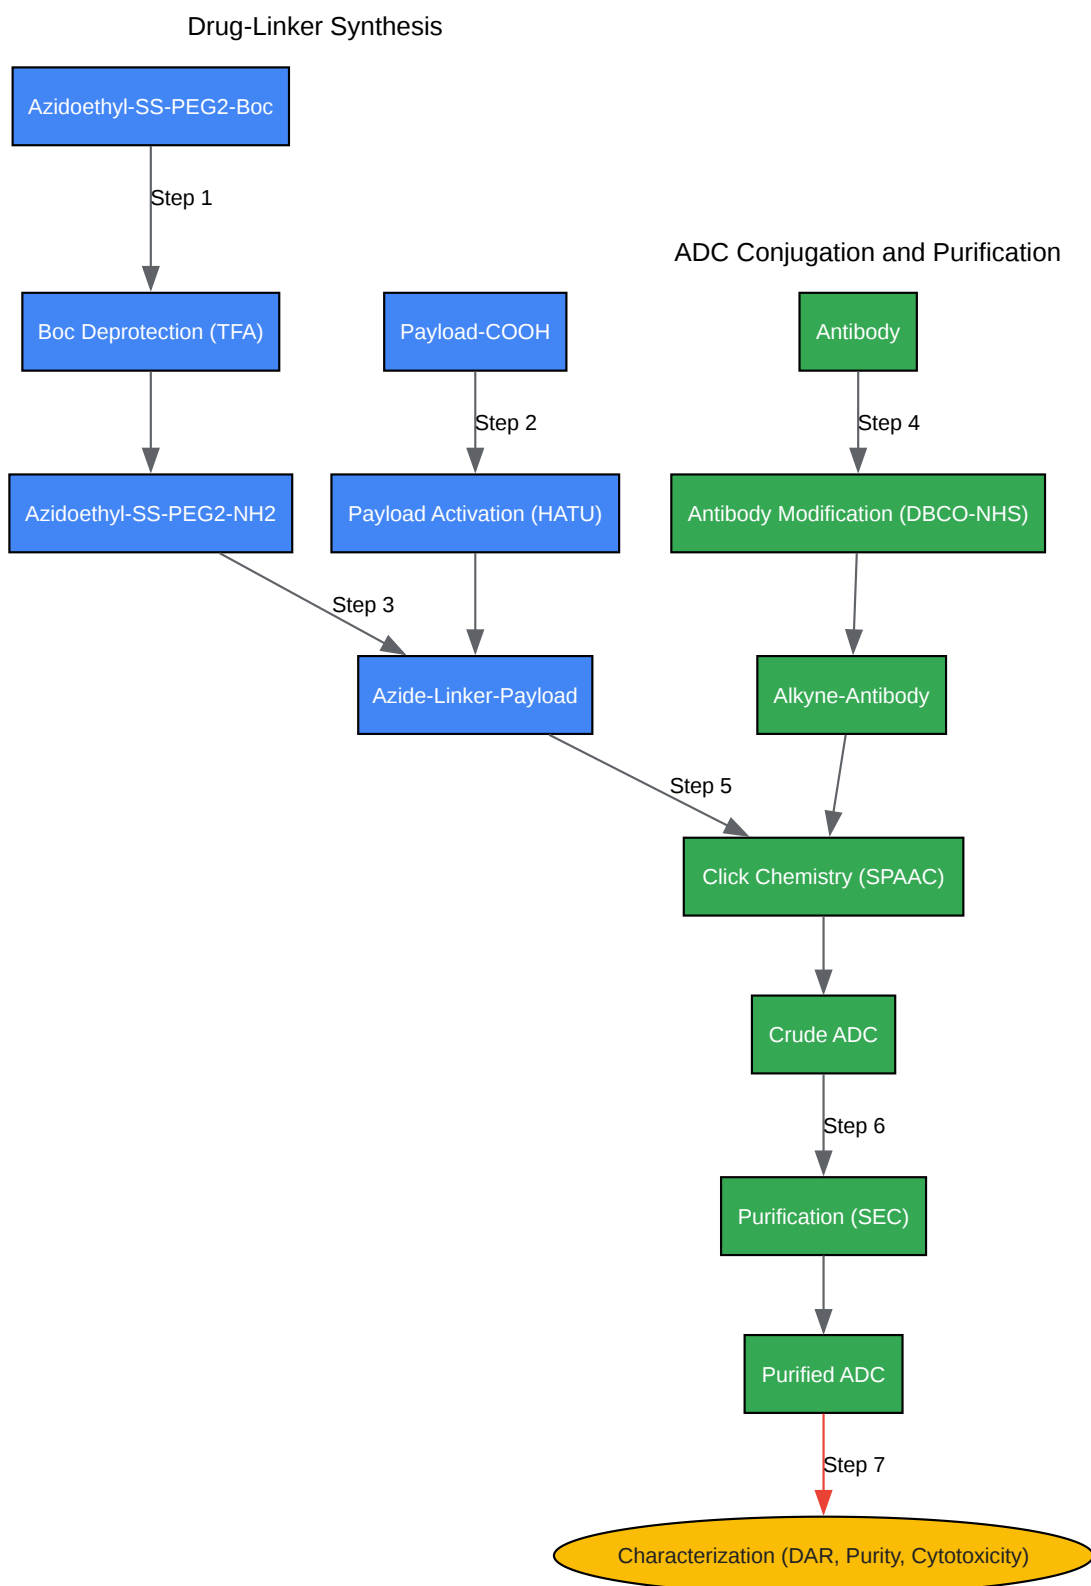 Drug-Linker Synthesis
Azidoethyl-SS-PEG2-Boc
Step 1
ADC Conjugation and Purification
Boc Deprotection (TFA)
Payload-COOH
Antibody
Step 2
Step 4
Azidoethyl-SS-PEG2-NH2
Payload Activation (HATU)
Antibody Modification (DBCO-NHS)
Step 3
Azide-Linker-Payload
Alkyne-Antibody
Step 5
Click Chemistry (SPAAC)
Crude ADC
Step 6
Purification (SEC)
Purified ADC
Step 7
Characterization (DAR, Purity, Cytotoxicity)